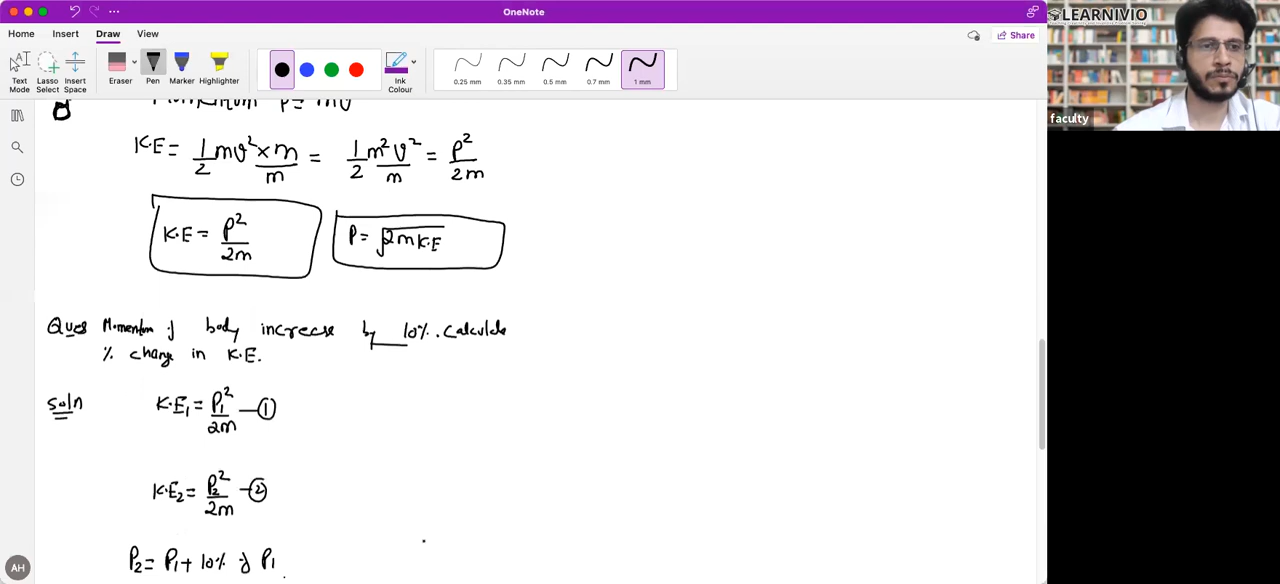 OneNote
LEARNIVIO
Home Insert Draw View
Share
Text Mode
Lasso Select
Insert Space
Eraser
Pen
Marker
Highlighter
Ink Colour
0.25 mm
0.35 mm
0.5 mm
0.7 mm
1 mm
faculty
Momentum P = mv
K.E = 1/2 mv² × m/m = 1/2 m²v²/m = P²/2m
K.E = P²/2m
P = √2mK.E
Ques Momentum of body increase by 10%. Calculate
% change in K.E.
Soln K.E₁ = P₁²/2m —①
K.E₂ = P₂²/2m —②
P₂ = P₁ + 10% of P₁
AH